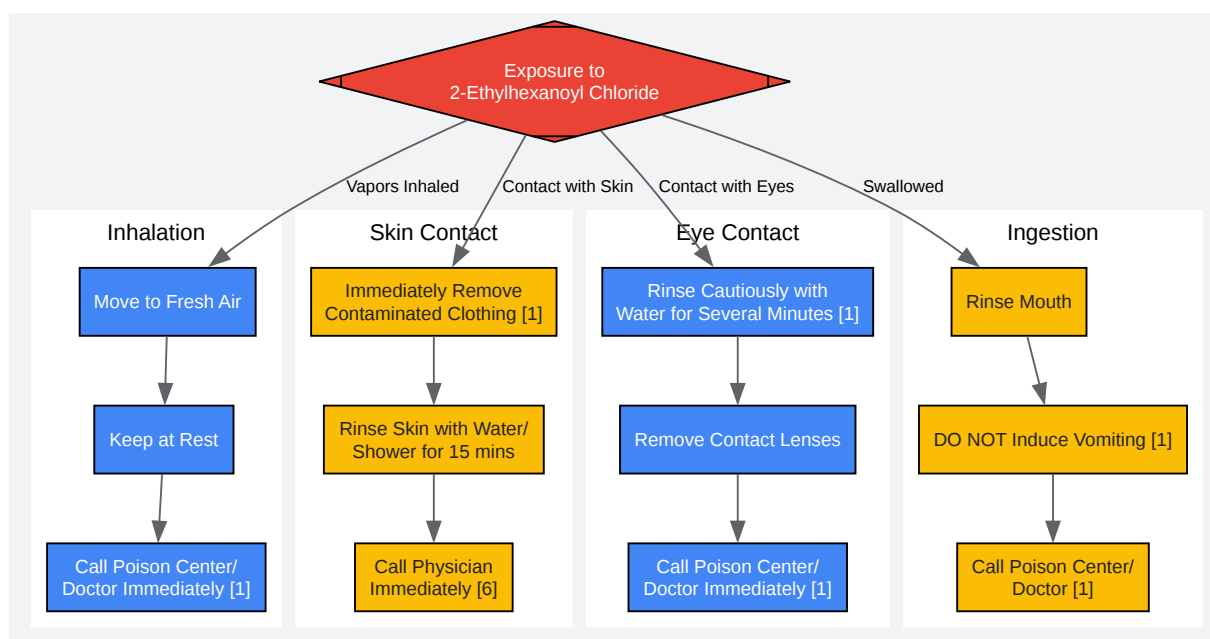 Exposure to
2-Ethylhexanoyl Chloride
Vapors Inhaled
Contact with Skin
Contact with Eyes
Swallowed
Inhalation
Move to Fresh Air
Keep at Rest
Call Poison Center/
Doctor Immediately [1]
Skin Contact
Immediately Remove
Contaminated Clothing [1]
Rinse Skin with Water/
Shower for 15 mins
Call Physician
Immediately [6]
Eye Contact
Rinse Cautiously with
Water for Several Minutes [1]
Remove Contact Lenses
Call Poison Center/
Doctor Immediately [1]
Ingestion
Rinse Mouth
DO NOT Induce Vomiting [1]
Call Poison Center/
Doctor [1]